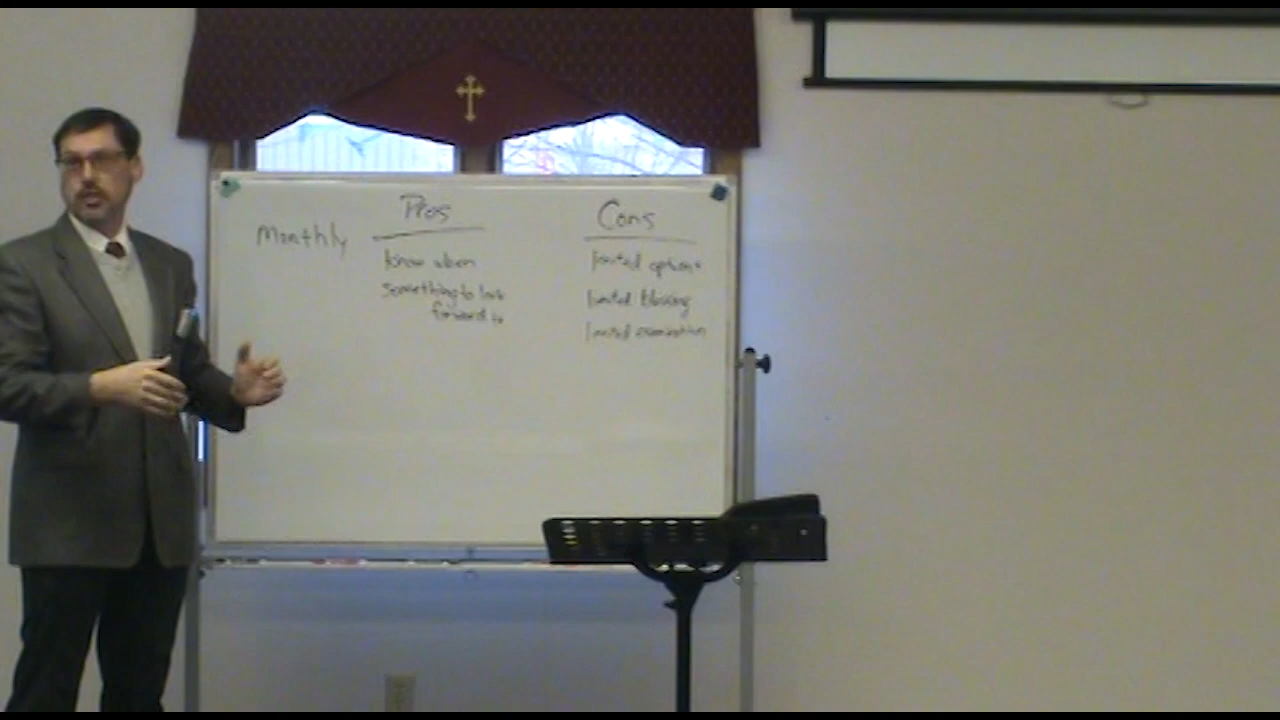 Pros
Cons
Monthly
know when
limited options
something to look
forward to
limited blessing
limited examination